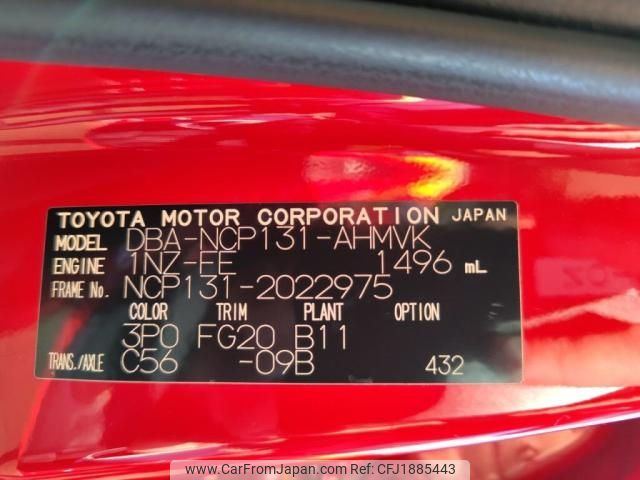 TOYOTA MOTOR CORPORATION JAPAN
MODEL DBA-NCP131-AHMVK
ENGINE 1NZ-FE 1496 mL
FRAME No. NCP131-2022975
COLOR TRIM PLANT OPTION
3P0 FG20 B11
TRANS./AXLE C56 -09B 432
www.CarFromJapan.com Ref: CFJ1885443